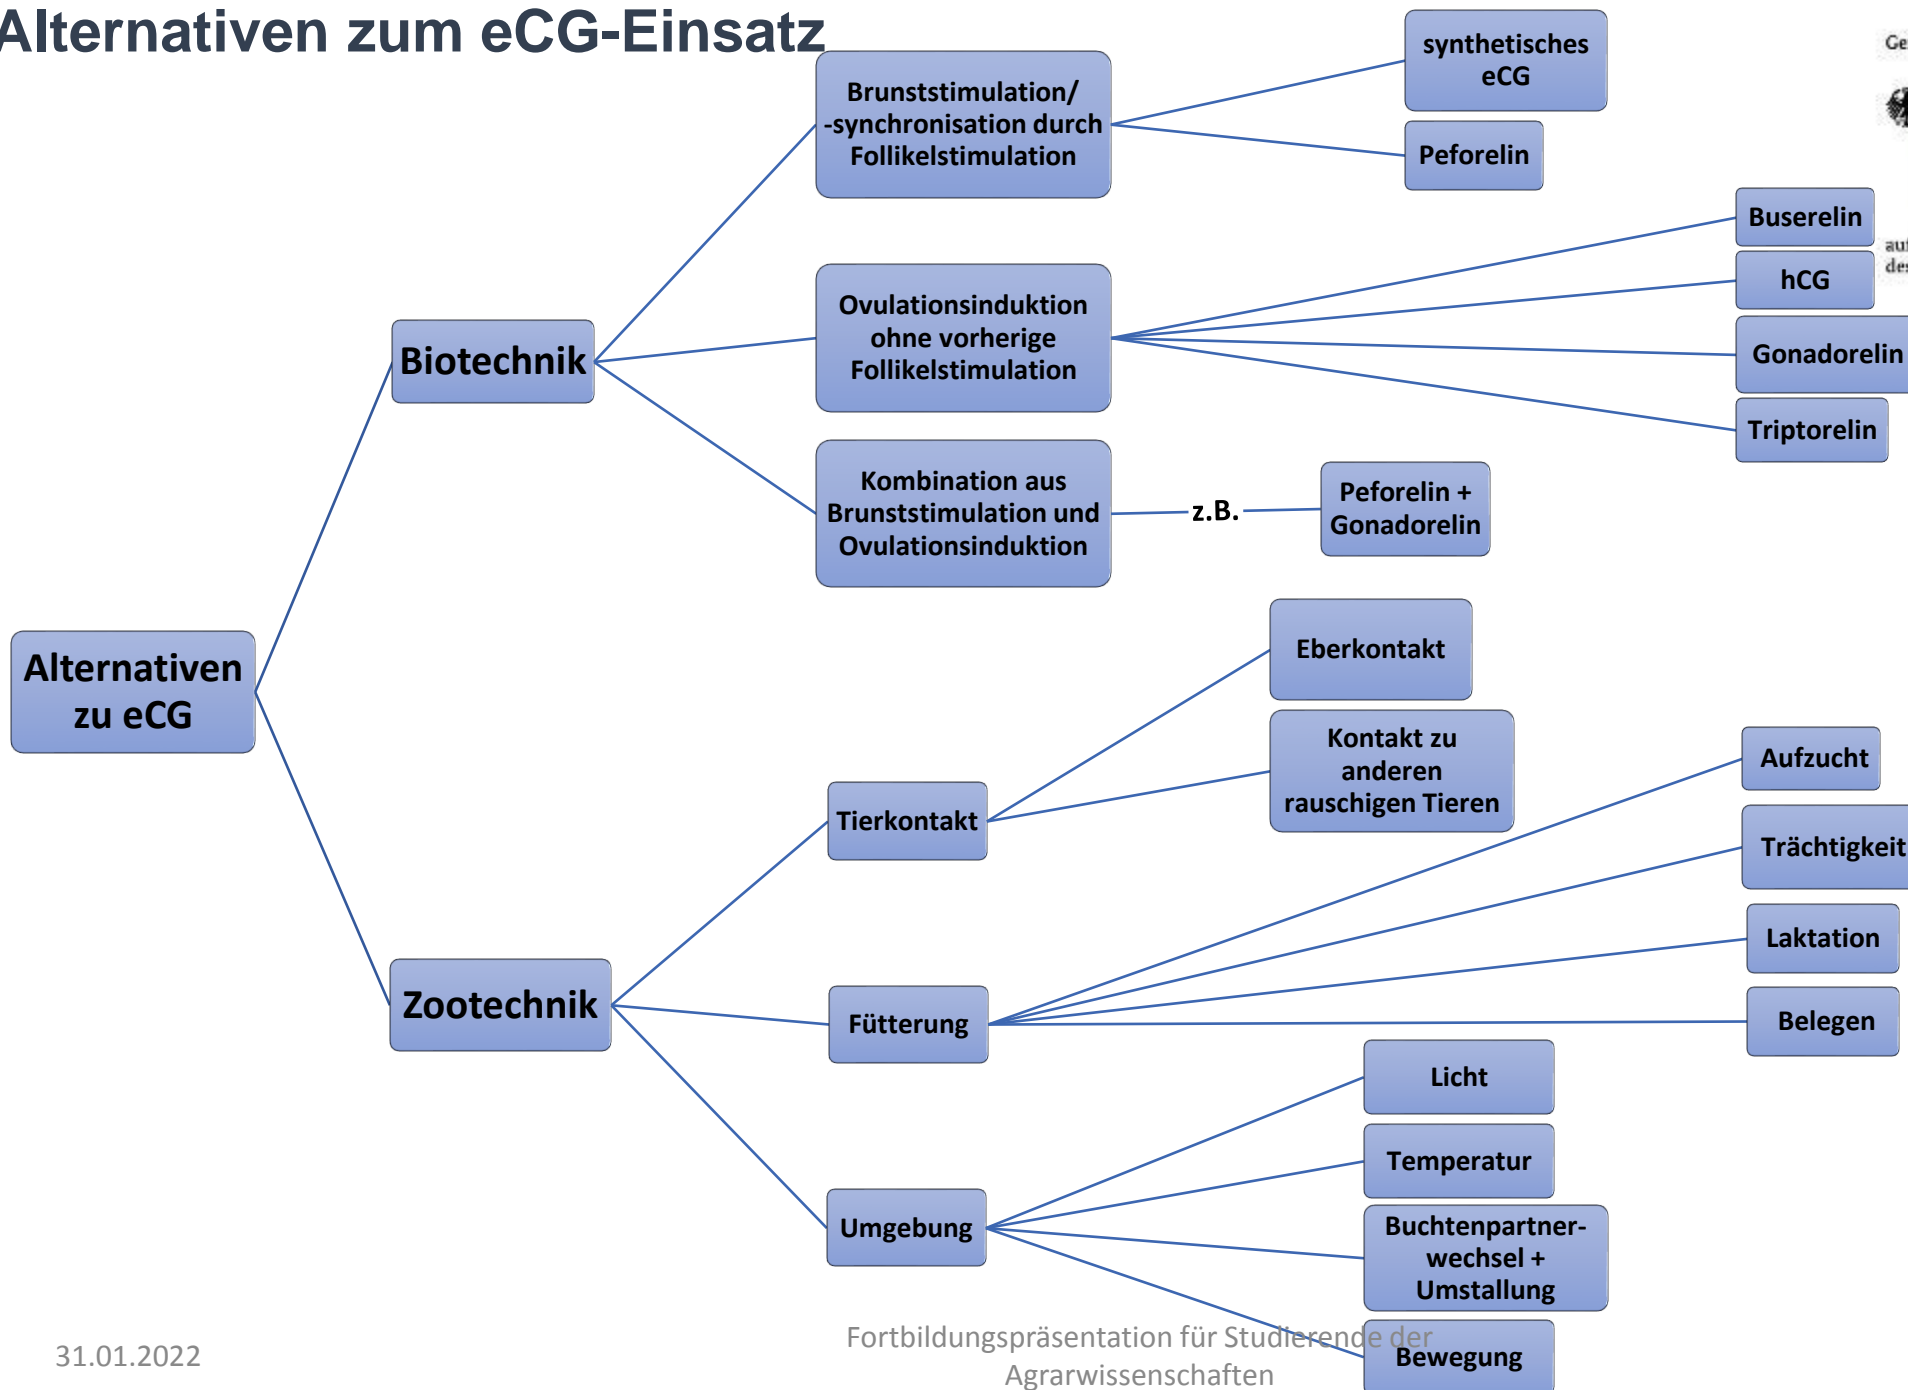 Alternativen zum eCG-Einsatz
synthetisches
eCG
Brunststimulation/
-synchronisation durch
Follikelstimulation
Peforelin
Buserelin
hCG
Ovulationsinduktion
ohne vorherige
Follikelstimulation
Gonadorelin
Triptorelin
Biotechnik
Kombination aus
Brunststimulation und
Ovulationsinduktion
z.B.
Peforelin +
Gonadorelin
Alternativen
zu eCG
Eberkontakt
Kontakt zu
anderen
rauschigen Tieren
Tierkontakt
Aufzucht
Trächtigkeit
Laktation
Belegen
Zootechnik
Fütterung
Licht
Temperatur
Buchtenpartner-
wechsel +
Umstallung
Umgebung
Bewegung
31.01.2022
Fortbildungspräsentation für Studierende der
Agrarwissenschaften